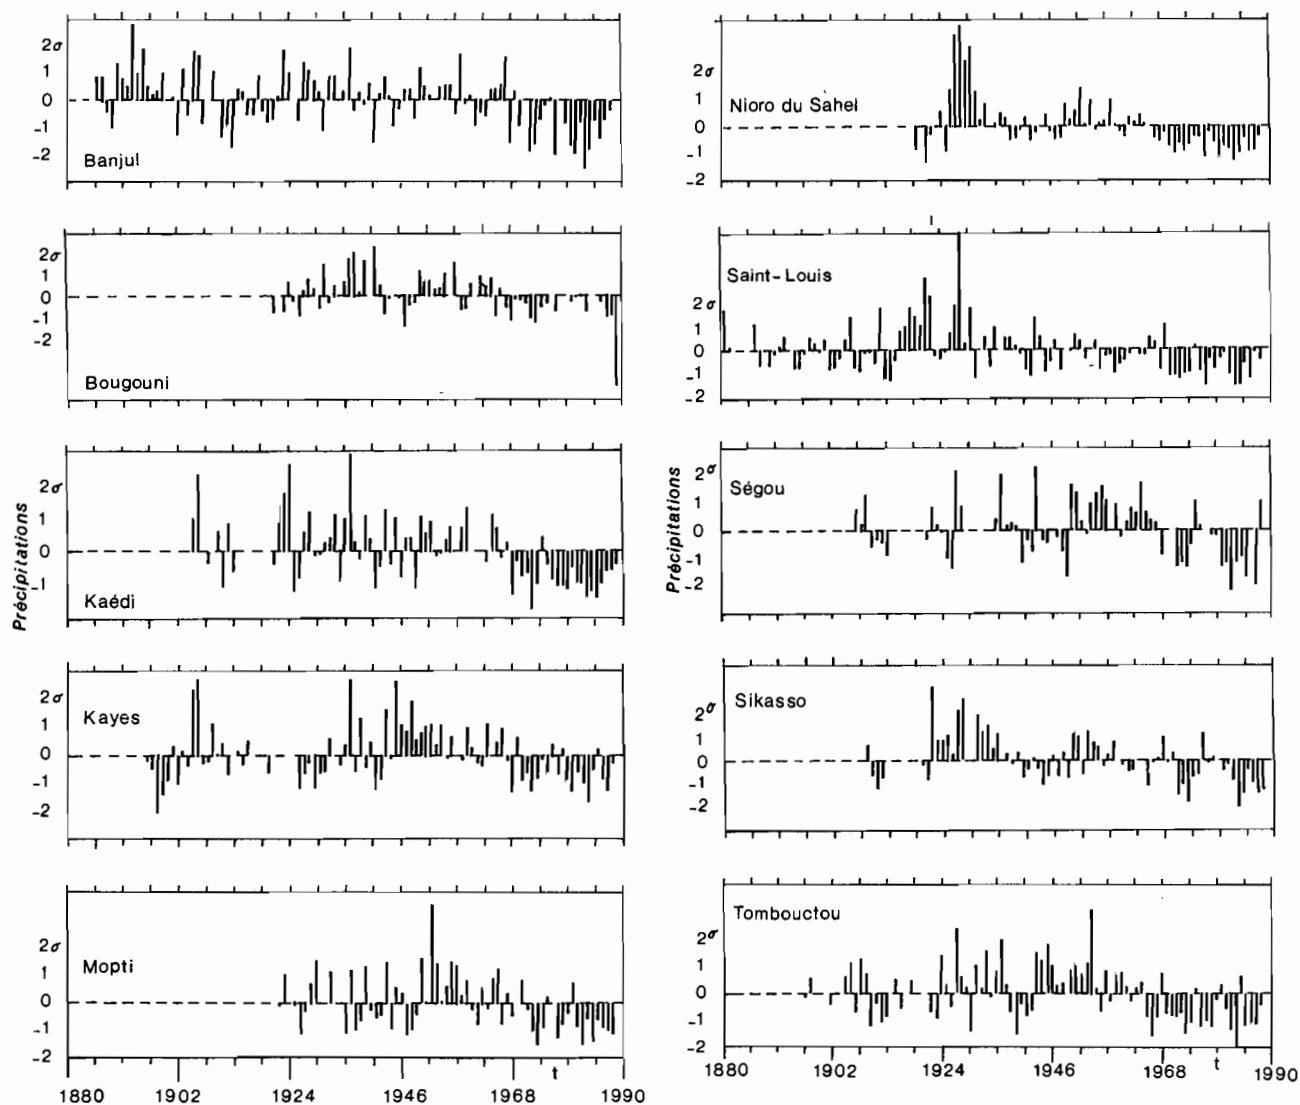 2σ
1
0
-1
-2
Banjul
2σ
1
0
-1
-2
Bougouni
2σ
1
0
-1
Kaédi
2σ
1
0
-1
-2
Kayes
2σ
1
0
-1
-2
Mopti
Précipitations
t
1880 1902 1924 1946 1968 1990
2σ
1
0
-1
-2
Nioro du Sahel
2σ
1
0
-1
-2
Saint-Louis
2σ
1
0
-1
-2
Ségou
2σ
1
0
-1
-2
Sikasso
2σ
1
0
-1
-2
Tombouctou
Précipitations
t
1880 1902 1924 1946 1968 1990